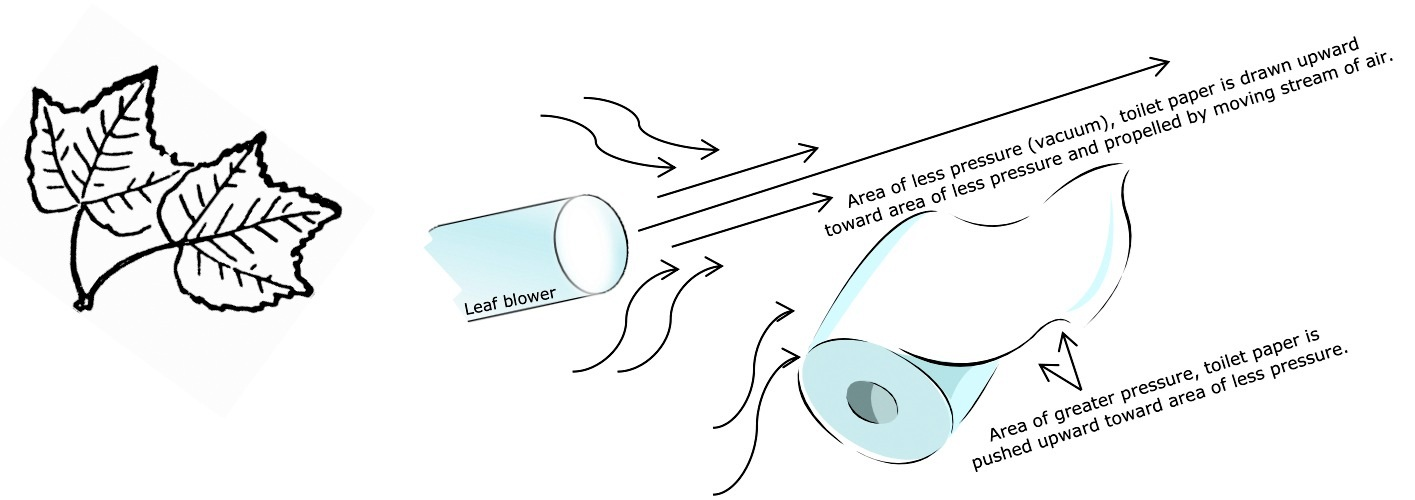 Area of less pressure (vacuum), toilet paper is drawn upward
toward area of less pressure and propelled by moving stream of air.
Leaf blower
Area of greater pressure, toilet paper is
pushed upward toward area of less pressure.